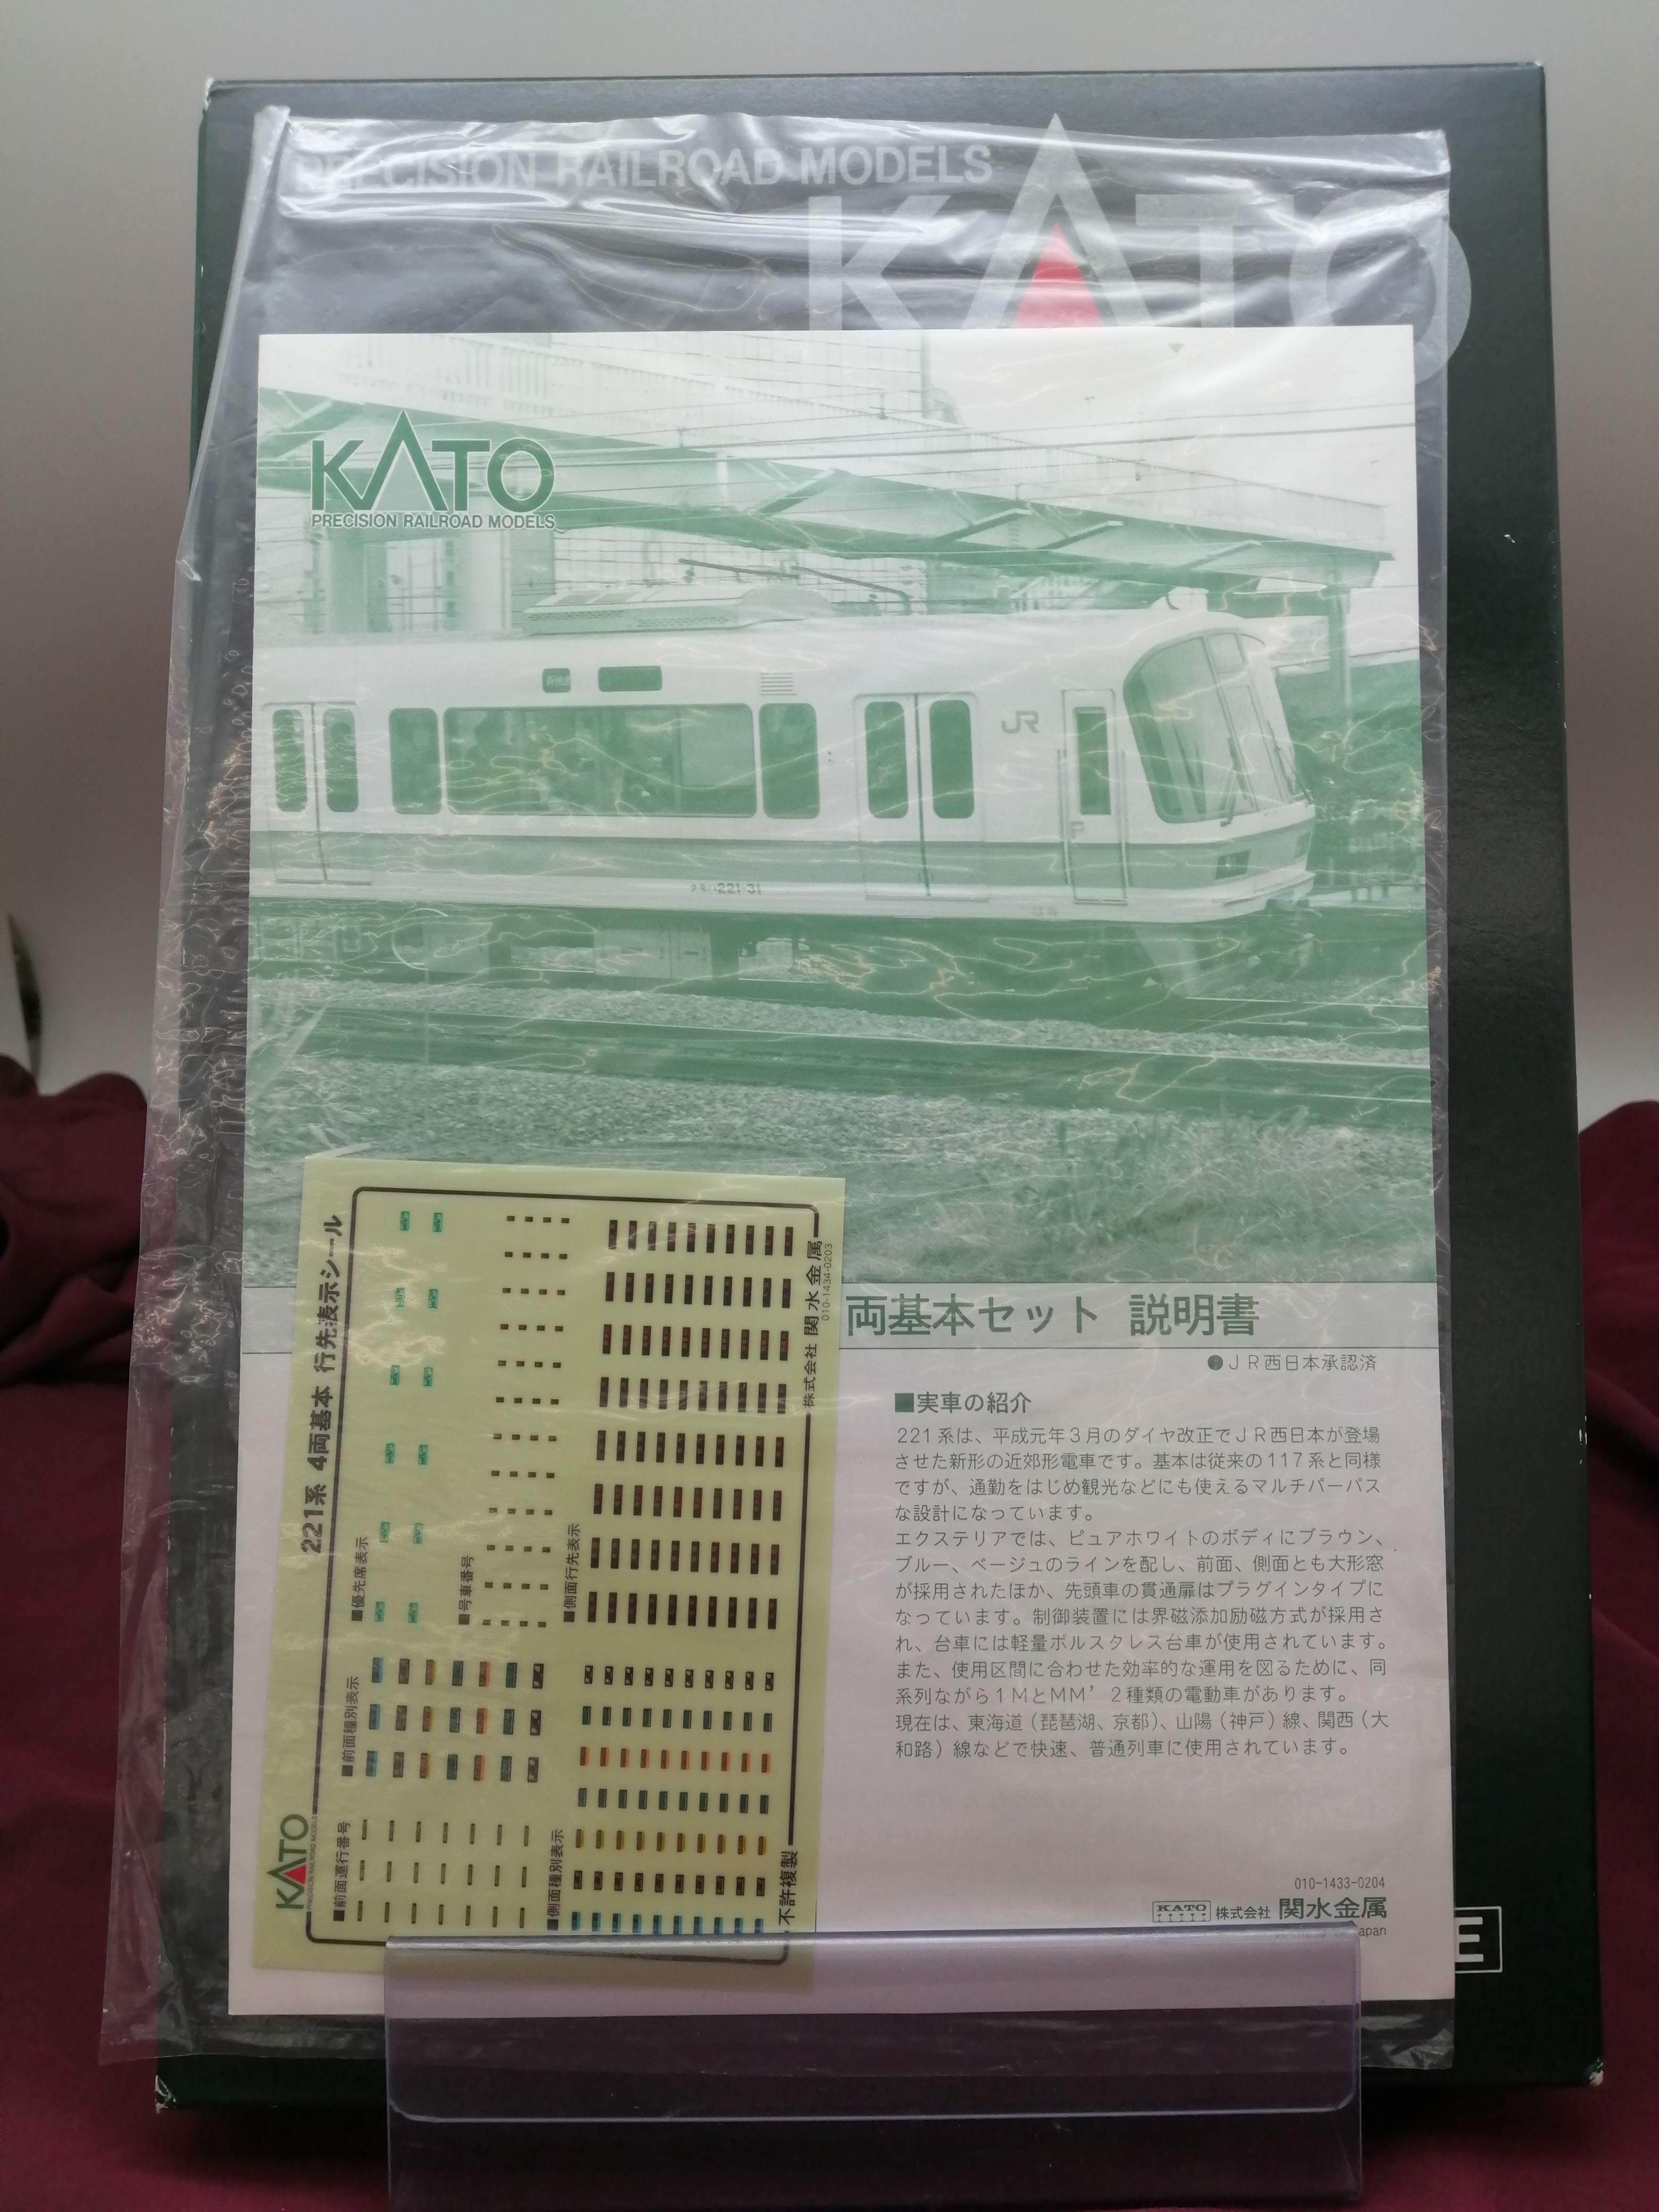 PRECISION RAILROAD MODELS
KATO
KATO
PRECISION RAILROAD MODELS
JR
221-31
両基本セット 説明書
●JR西日本承認済
■実車の紹介
221系は、平成元年3月のダイヤ改正でJR西日本が登場
させた新形の近郊形電車です。基本は従来の117系と同様
ですが、通勤をはじめ観光などにも使えるマルチパーパス
な設計になっています。
エクステリアでは、ピュアホワイトのボディにブラウン、
ブルー、ベージュのラインを配し、前面、側面とも大形窓
が採用されたほか、先頭車の貫通扉はプラグインタイプに
なっています。制御装置には界磁添加励磁方式が採用さ
れ、台車には軽量ボルスタレス台車が使用されています。
また、使用区間に合わせた効率的な運用を図るために、同
系列ながら1MとMM’2種類の電動車があります。
現在は、東海道（琵琶湖、京都）、山陽（神戸）線、関西（大
和路）線などで快速、普通列車に使用されています。
010-1433-0204
KATO 株式会社 関水金属
apan
E
KATO
PRECISION RAILROAD MODELS
221系 4両基本 行先表示シール
■前面運行番号
■前面種別表示
■優先席表示
■号車番号
■側面種別表示
■側面行先表示
不許複製
株式会社 関水金属
010-1434-0203